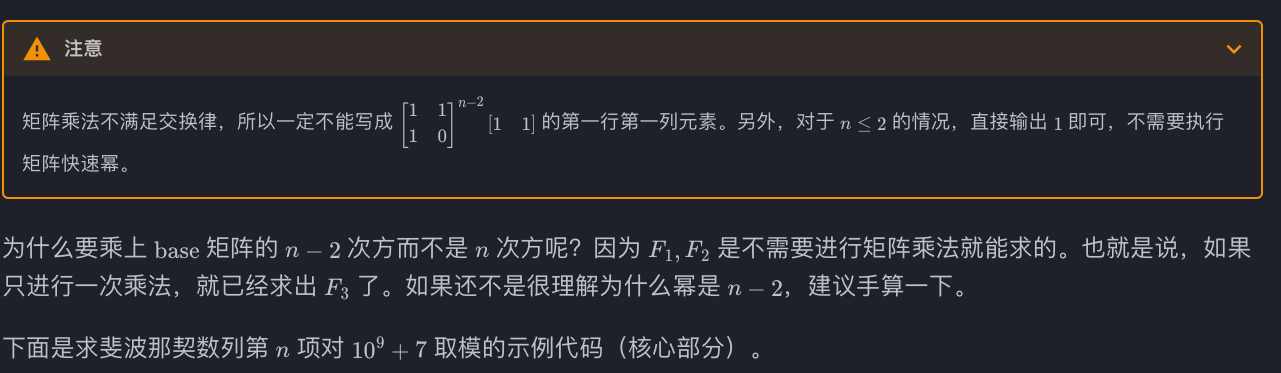 注意
矩阵乘法不满足交换律，所以一定不能写成 $\begin{bmatrix} 1 & 1 \\ 1 & 0 \end{bmatrix}^{n-2} \begin{bmatrix} 1 & 1 \end{bmatrix}$ 的第一行第一列元素。另外，对于 $n \leq 2$ 的情况，直接输出 1 即可，不需要执行
矩阵快速幂。
为什么要乘上 base 矩阵的 $n-2$ 次方而不是 $n$ 次方呢？因为 $F_1, F_2$ 是不需要进行矩阵乘法就能求的。也就是说，如果
只进行一次乘法，就已经求出 $F_3$ 了。如果还不是很理解为什么幂是 $n-2$，建议手算一下。
下面是求斐波那契数列第 $n$ 项对 $10^9+7$ 取模的示例代码（核心部分）。